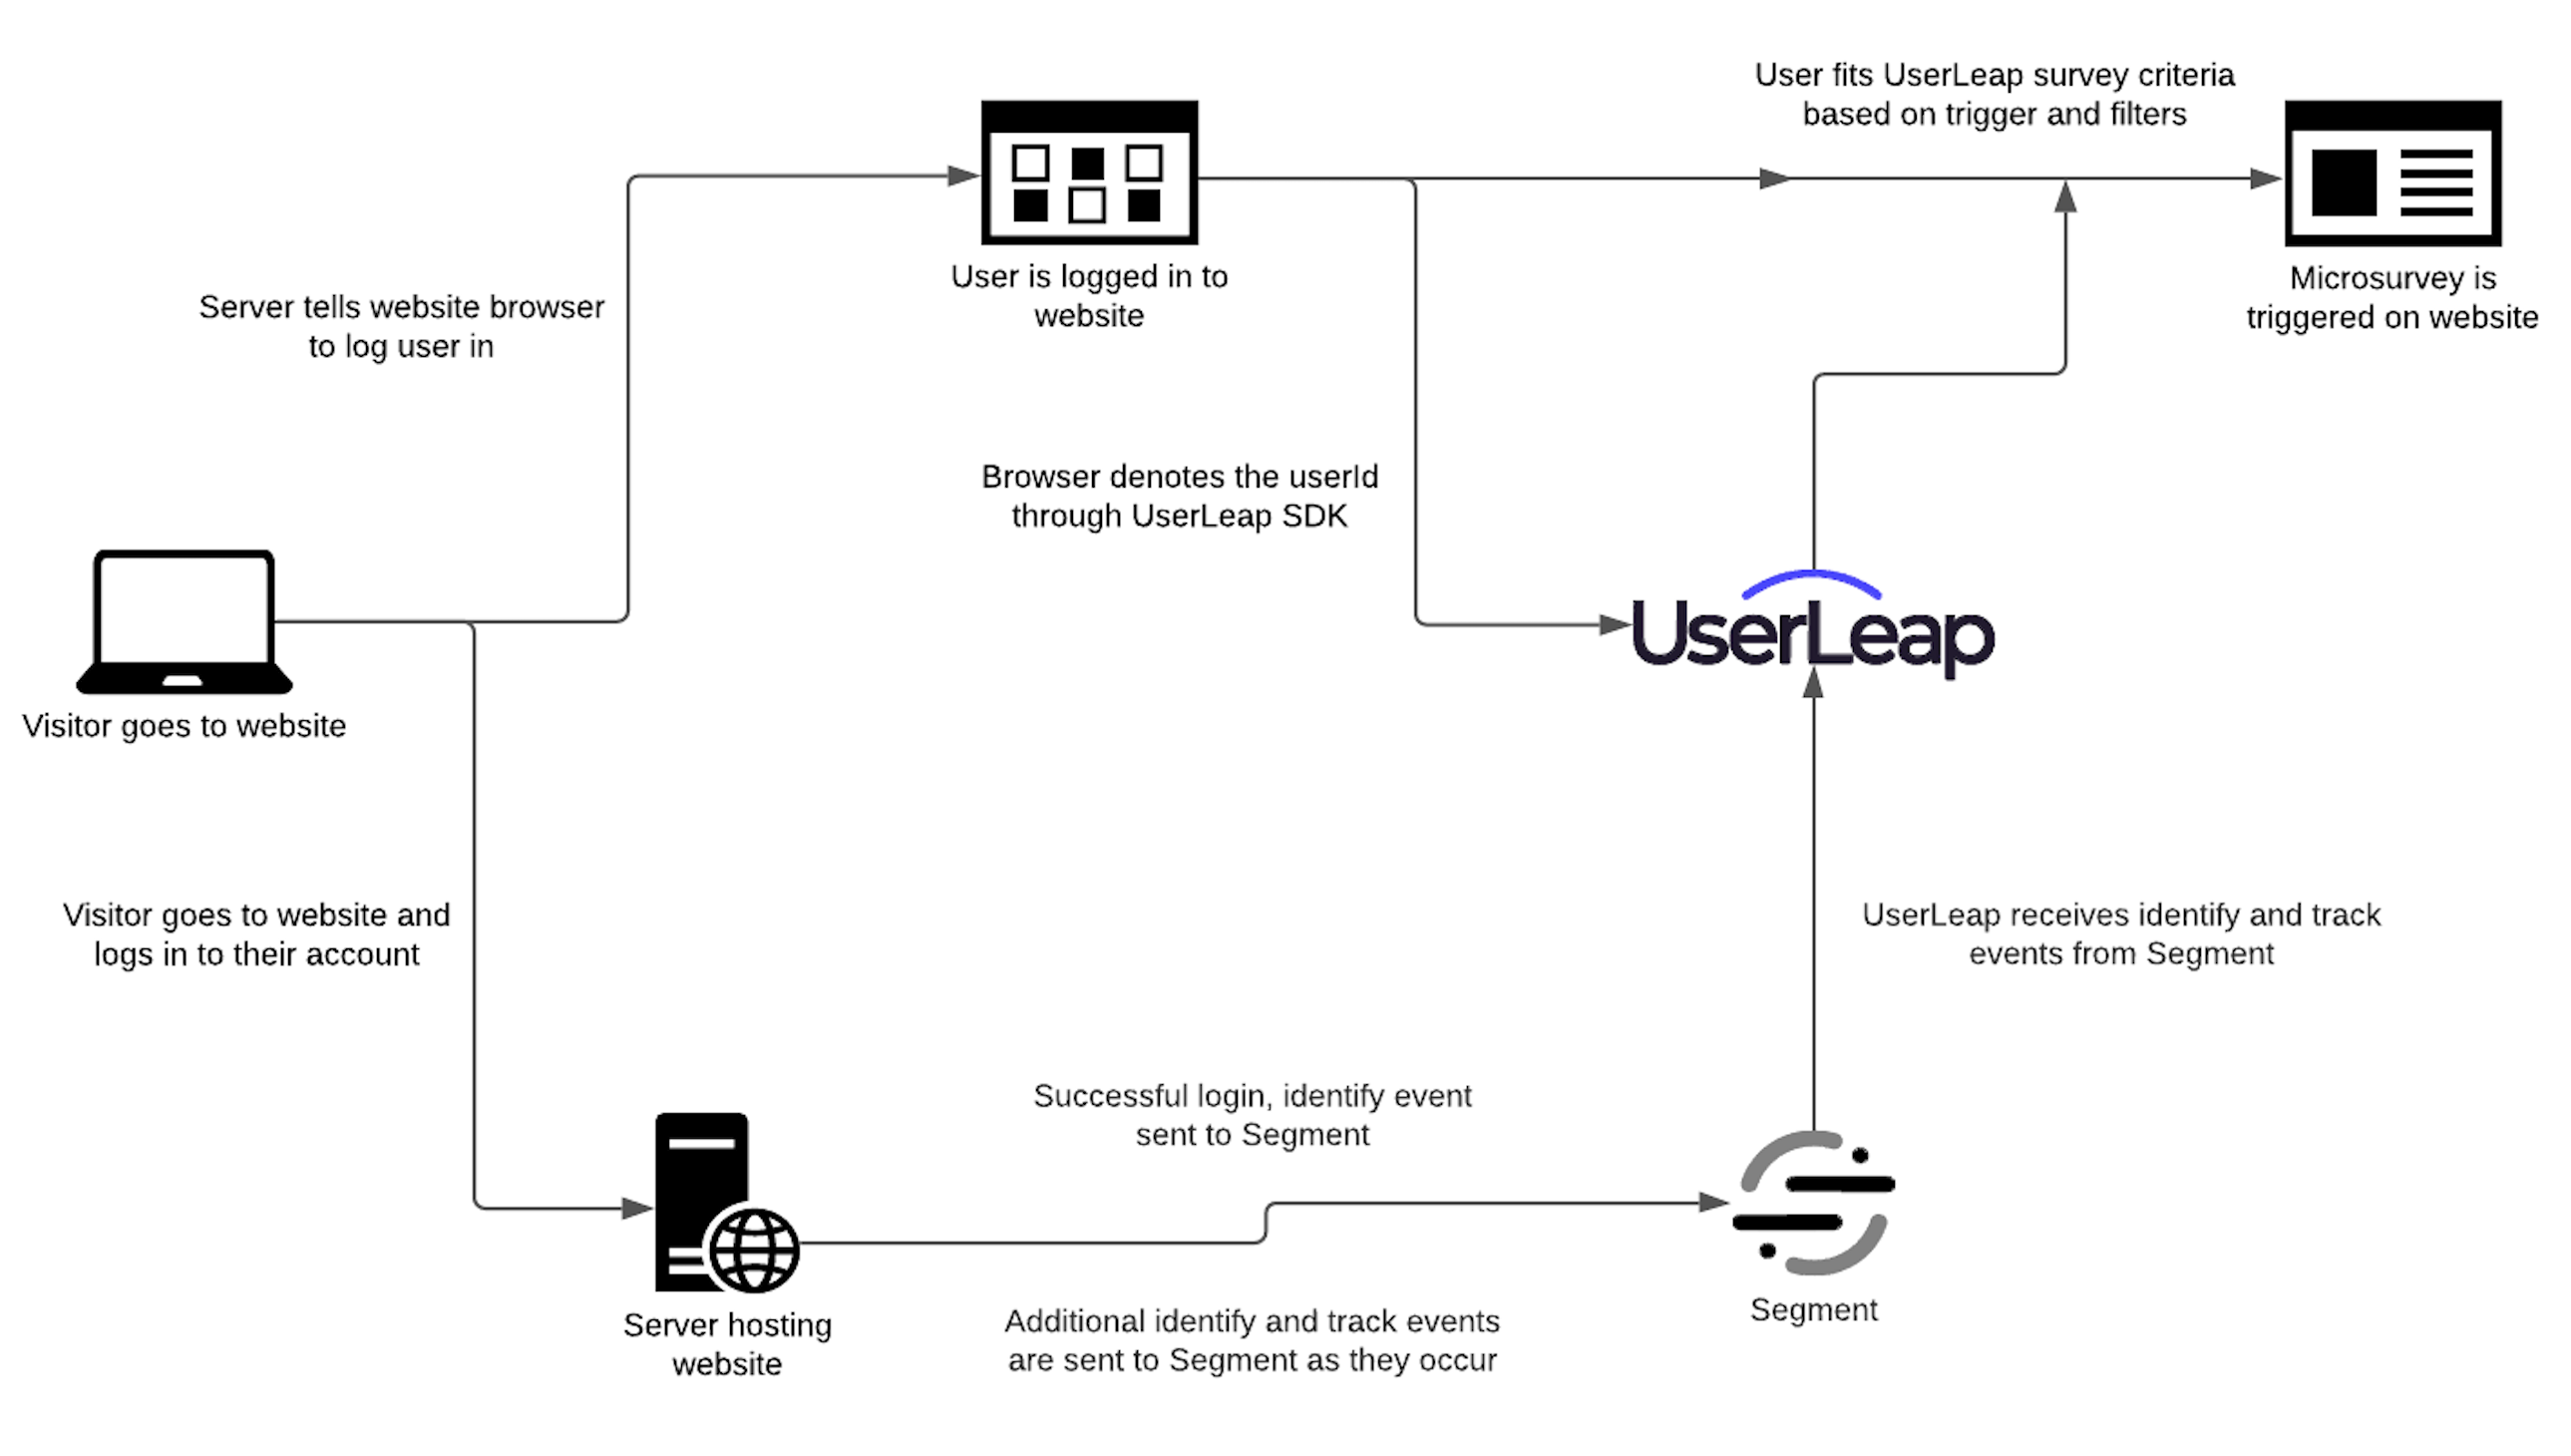 User fits UserLeap survey criteria
based on trigger and filters
User is logged in to
website
Microsurvey is
triggered on website
Server tells website browser
to log user in
Browser denotes the userId
through UserLeap SDK
UserLeap
Visitor goes to website
Visitor goes to website and
logs in to their account
UserLeap receives identify and track
events from Segment
Successful login, identify event
sent to Segment
Segment
Server hosting
website
Additional identify and track events
are sent to Segment as they occur